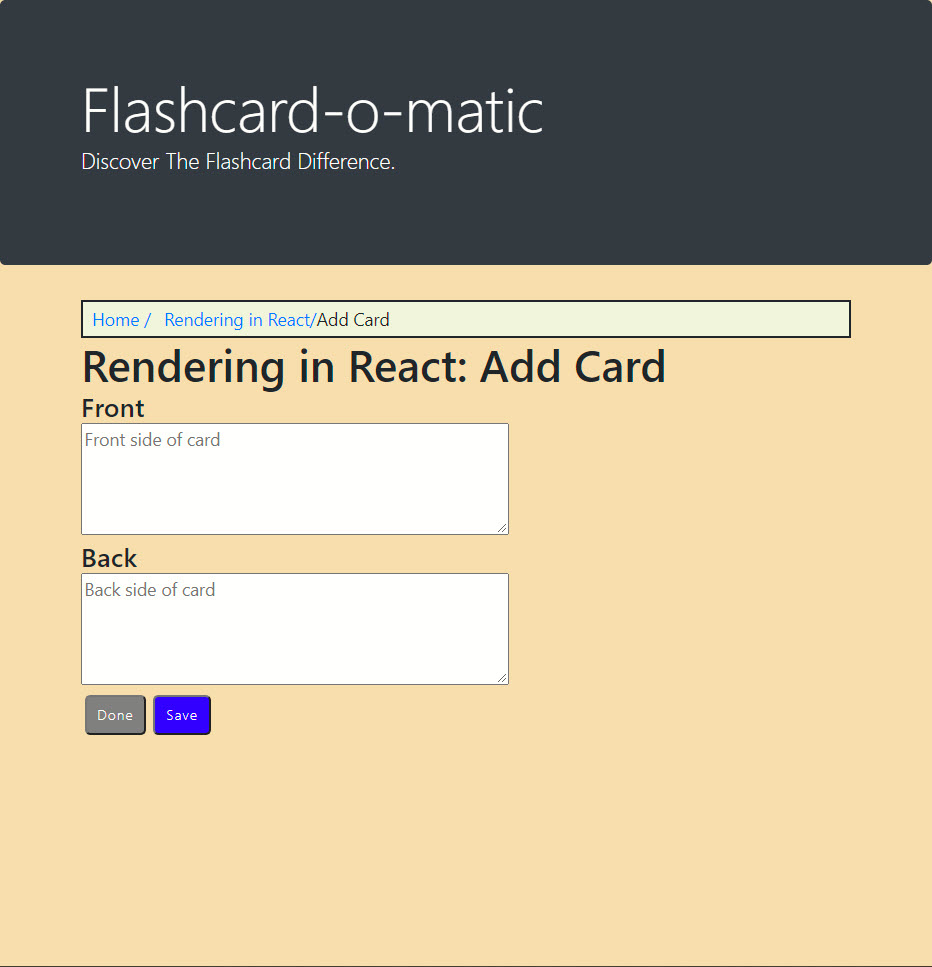 Flashcard-o-matic
Discover The Flashcard Difference.
Home / Rendering in React/Add Card
Rendering in React: Add Card
Front
Front side of card
Back
Back side of card
Done Save